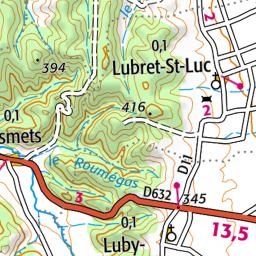 2
0,1
394
Lubret-St-Luc
416
0,1
2
smets
le Roumégas
D11
D632
345
3
0,1
13,5
Luby-